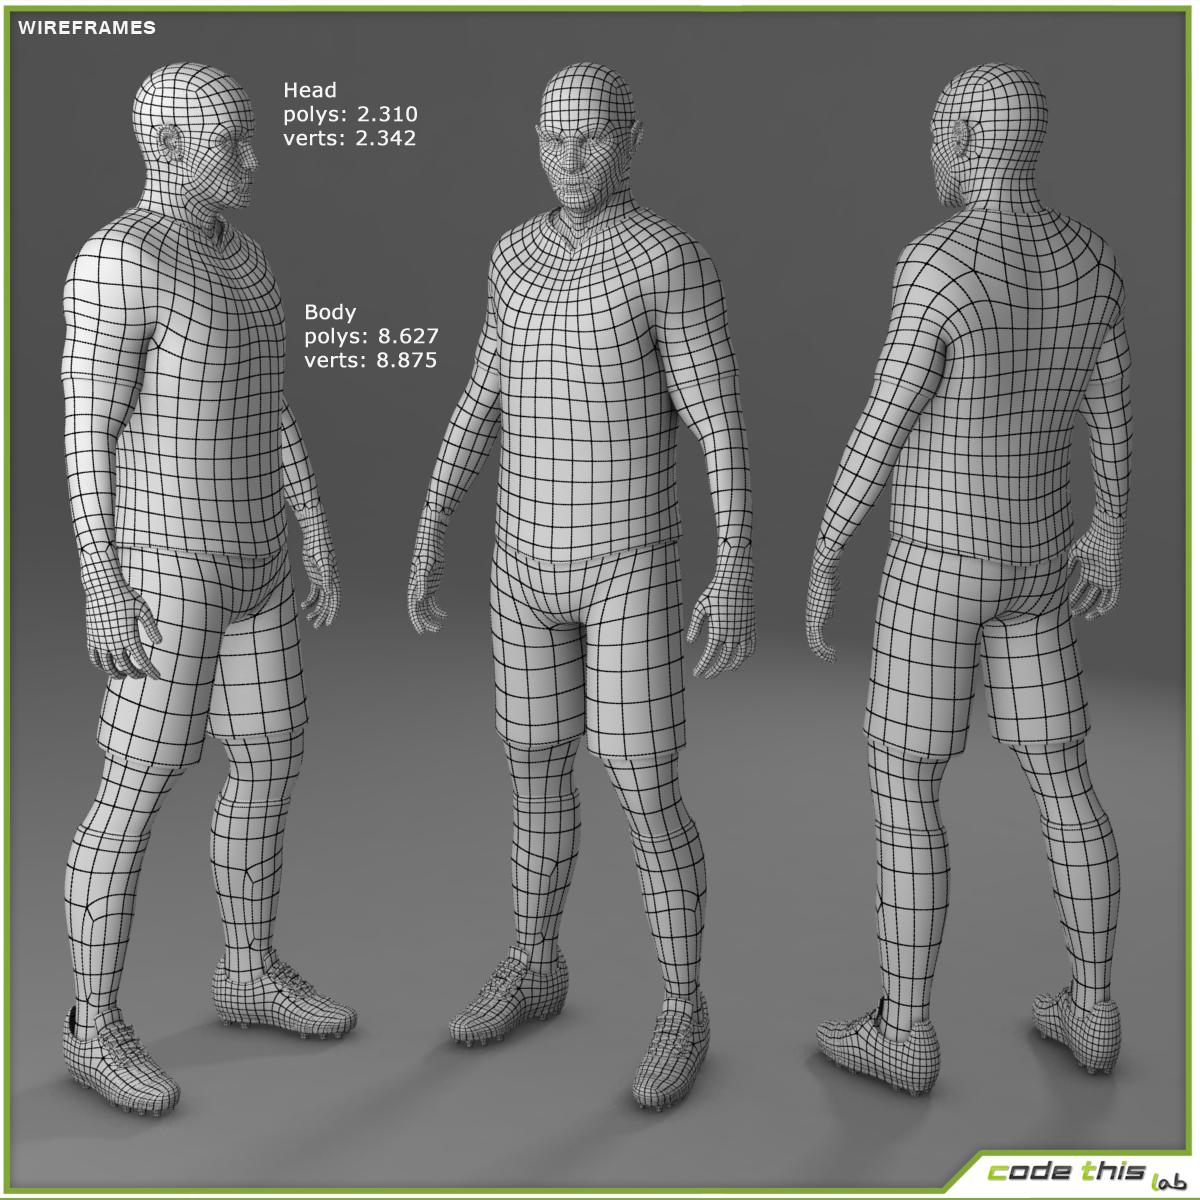 WIREFRAMES
Head
polys: 2.310
verts: 2.342
Body
polys: 8.627
verts: 8.875
code this lab